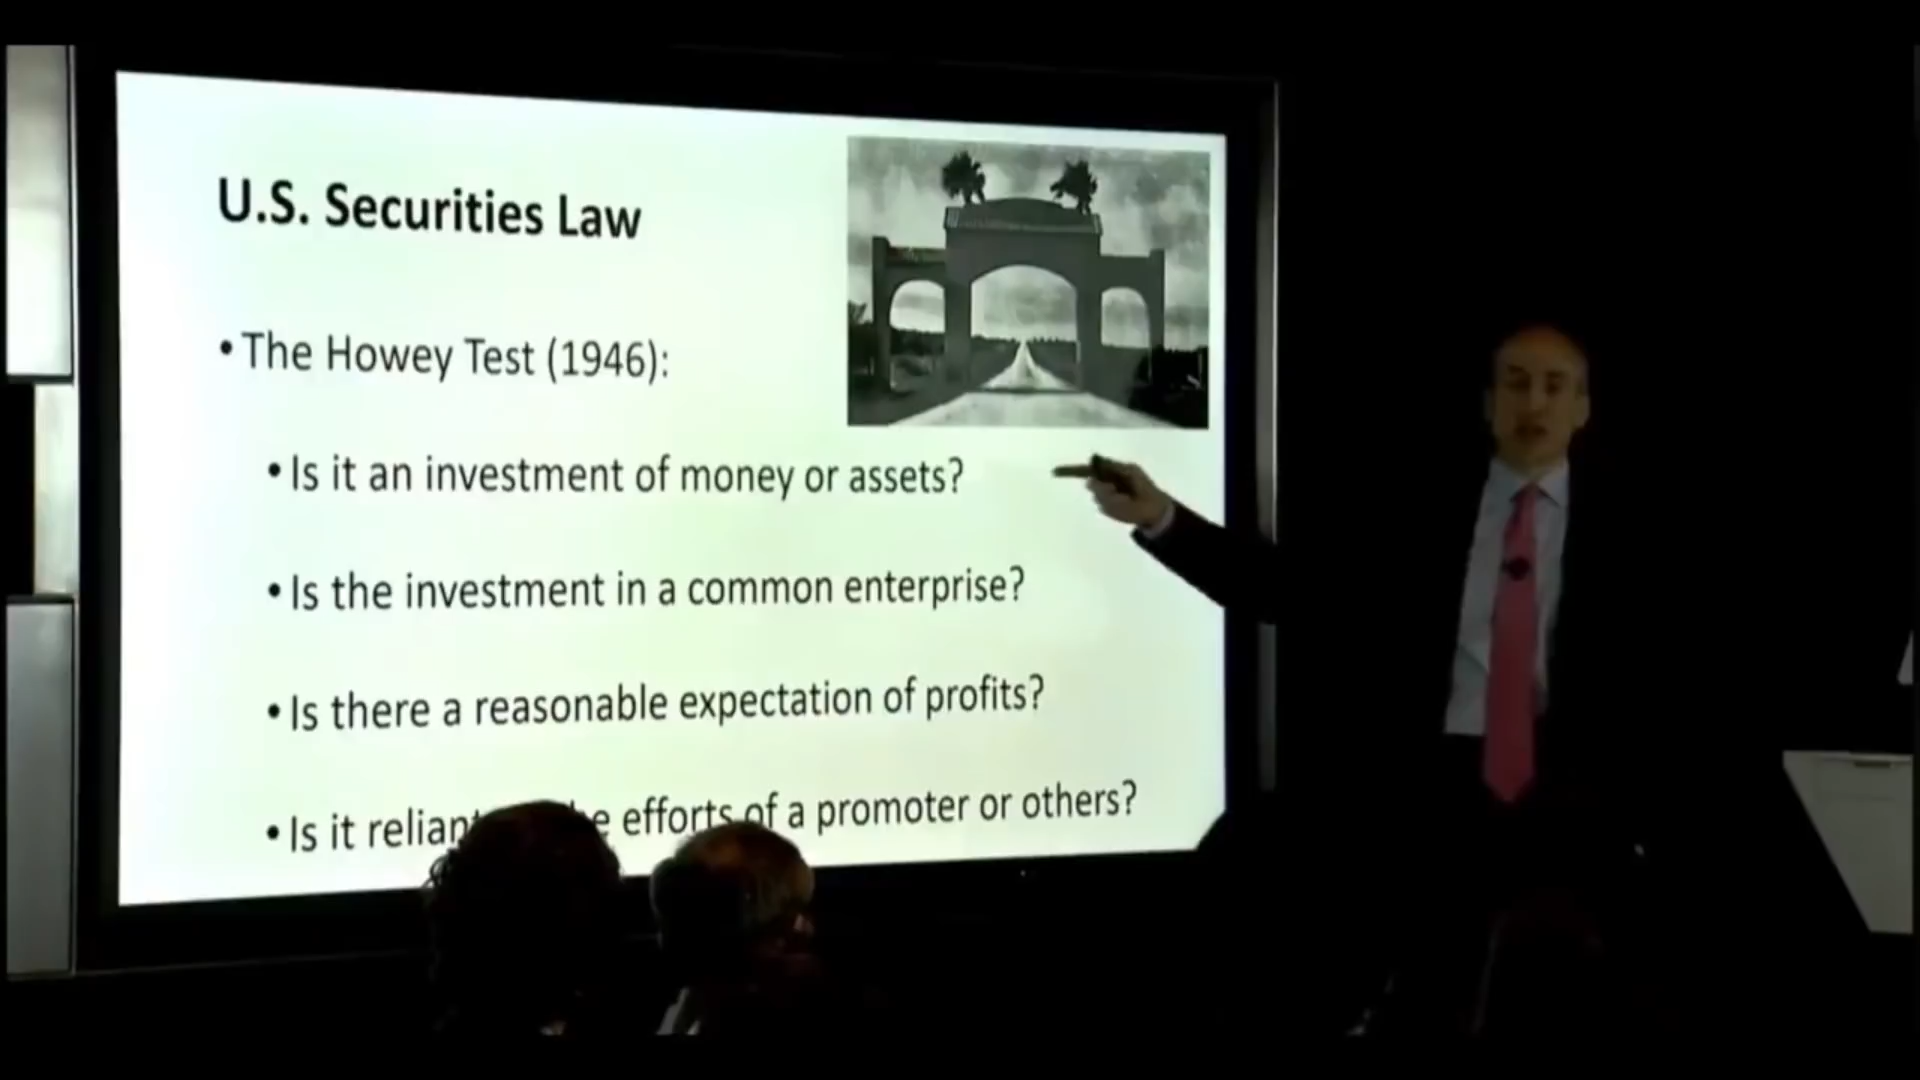 U.S. Securities Law
• The Howey Test (1946):
• Is it an investment of money or assets?
• Is the investment in a common enterprise?
• Is there a reasonable expectation of profits?
• Is it reliant efforts of a promoter or others?